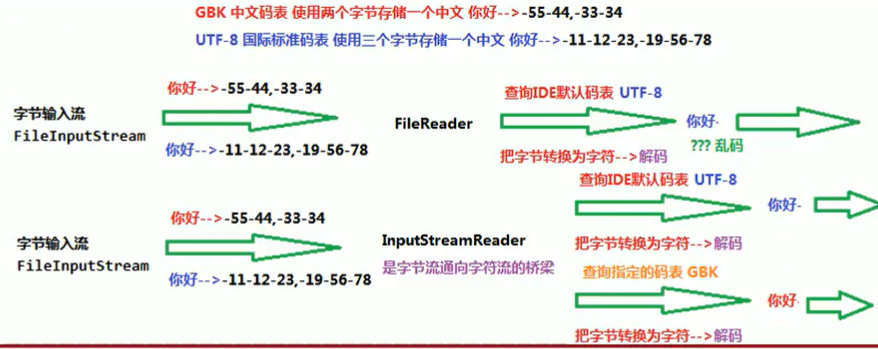 GBK 中文码表 使用两个字节存储一个中文 你好-->-55-44,-33-34
UTF-8 国际标准码表 使用三个字节存储一个中文 你好-->-11-12-23,-19-56-78
你好-->-55-44,-33-34
字节输入流
FileInputStream
你好-->-11-12-23,-19-56-78
FileReader
查询IDE默认码表 UTF-8
把字节转换为字符-->解码
你好·
??? 乱码
你好-->-55-44,-33-34
字节输入流
FileInputStream
你好-->-11-12-23,-19-56-78
InputStreamReader
是字节流通向字符流的桥梁
查询IDE默认码表 UTF-8
你好·
把字节转换为字符-->解码
查询指定的码表 GBK
你好·
把字节转换为字符-->解码